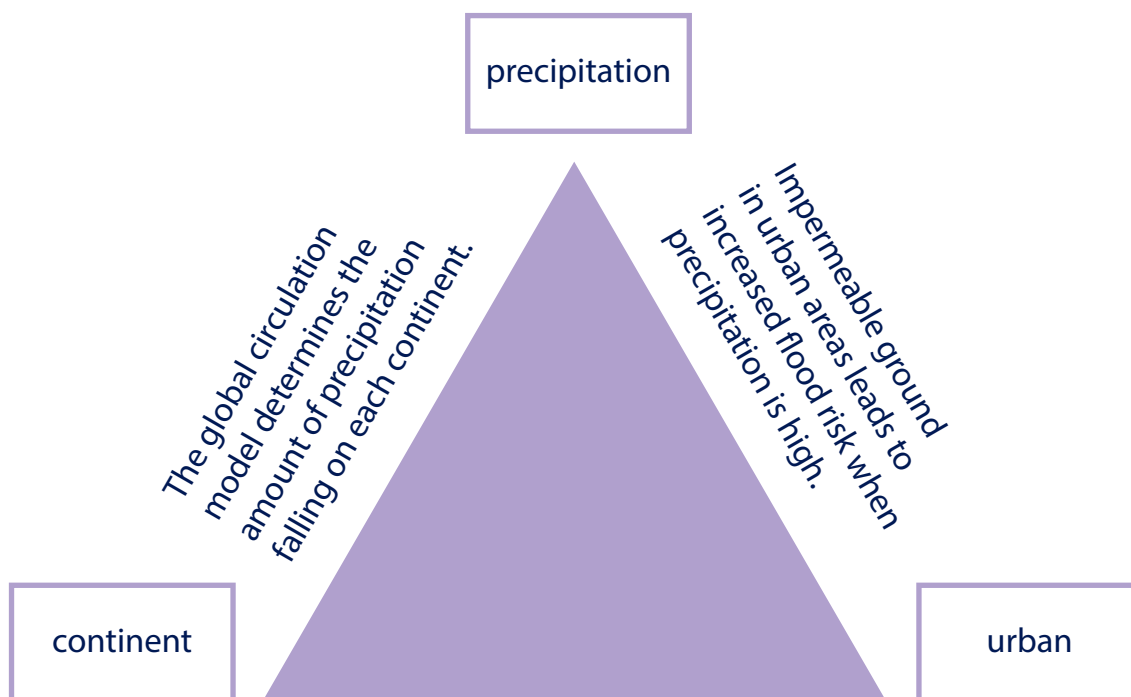 precipitation
The global circulation
model determines the
amount of precipitation
falling on each continent.
Impermeable ground
in urban areas leads to
increased flood risk when
precipitation is high.
continent
urban